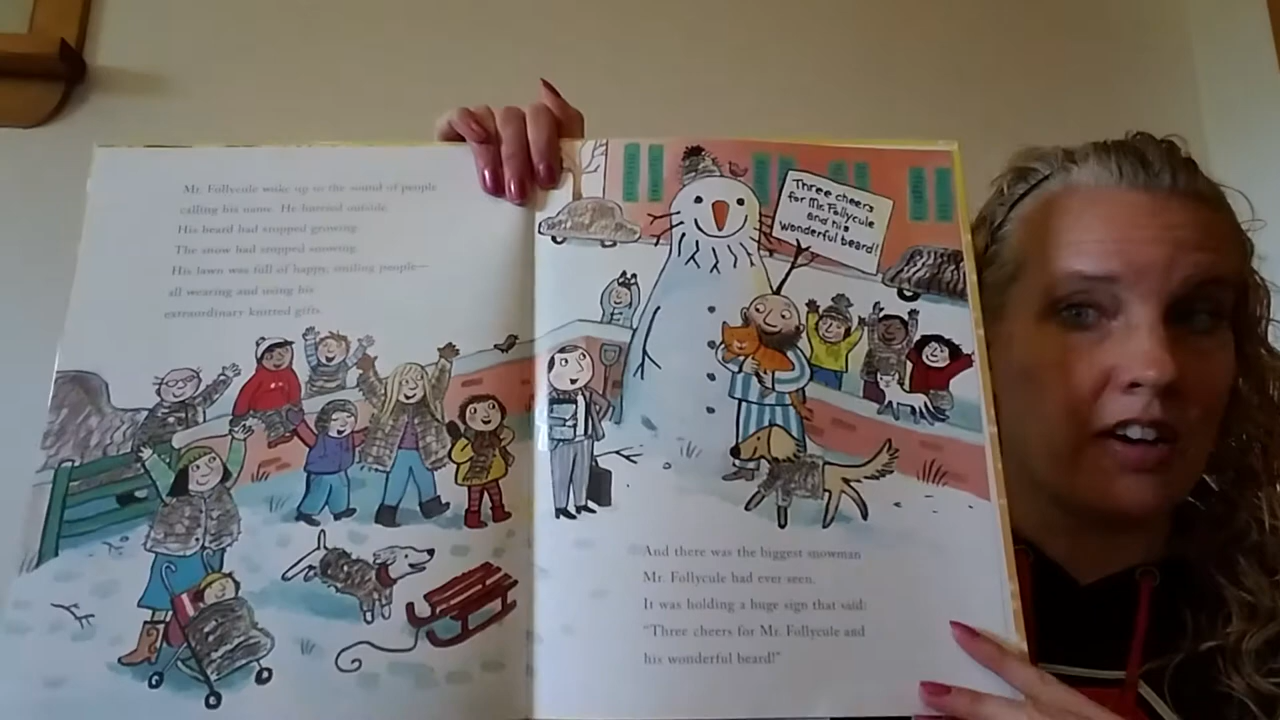 Mr. Follycule woke up to the sound of people
calling his name. He hurried outside.
His beard had stopped growing.
The snow had stopped snowing.
His lawn was full of happy, smiling people—
all wearing and using his
extraordinary knitted gifts.
Three cheers
for Mr. Follycule
and his
wonderful beard!
And there was the biggest snowman
Mr. Follycule had ever seen.
It was holding a huge sign that said:
"Three cheers for Mr. Follycule and
his wonderful beard!"